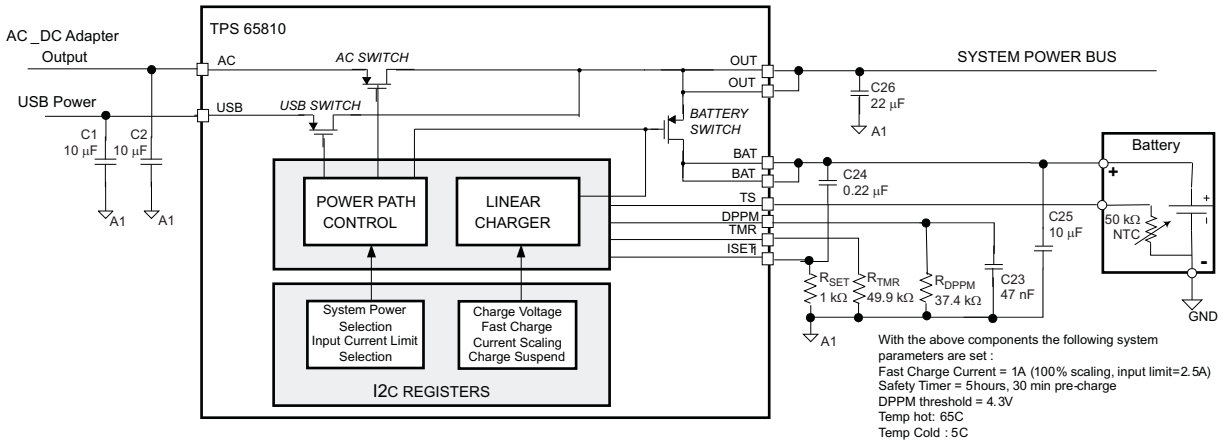 TPS 65810
AC _DC Adapter
Output
AC
AC SWITCH
OUT
SYSTEM POWER BUS
OUT
USB Power
USB
USB SWITCH
BATTERY
SWITCH
C26
22 μF
A1
C1
10 μF
C2
10 μF
A1
A1
BAT
BAT
C24
0.22 μF
Battery
+
+
-
-
TS
50 kΩ
NTC
C25
10 μF
POWER PATH
CONTROL
LINEAR
CHARGER
DPPM
TMR
ISET1
RSET
1 kΩ
RTMR
49.9 kΩ
RDPPM
37.4 kΩ
C23
47 nF
A1
GND
System Power
Selection
Input Current Limit
Selection
Charge Voltage
Fast Charge
Current Scaling
Charge Suspend
I2C REGISTERS
With the above components the following system
parameters are set :
Fast Charge Current = 1A (100% scaling, input limit=2.5A)
Safety Timer = 5hours, 30 min pre-charge
DPPM threshold = 4.3V
Temp hot: 65C
Temp Cold : 5C